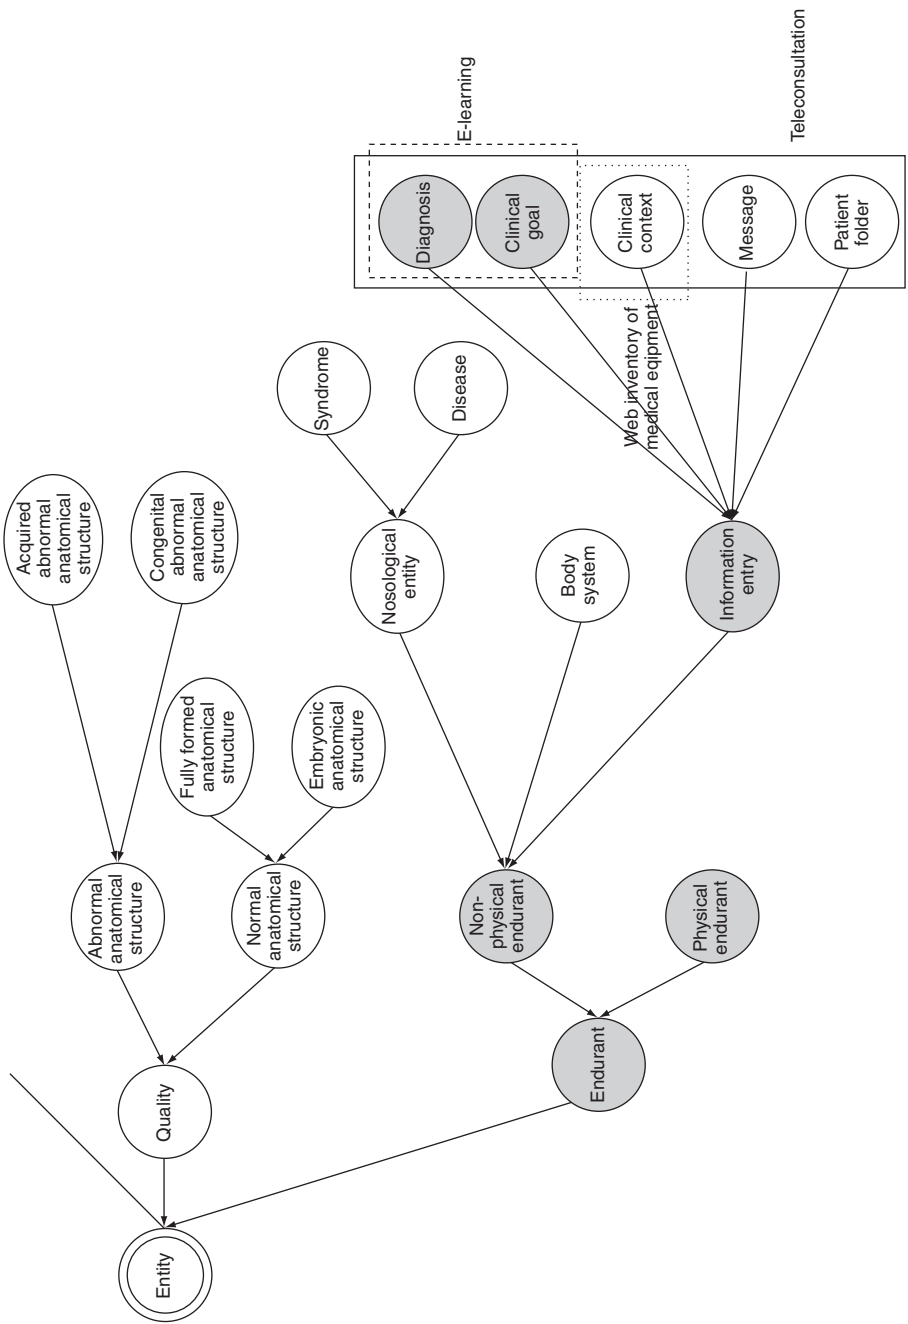 Entity
Quality
Endurant
Abnormal
anatomical
structure
Normal
anatomical
structure
Non-
physical
endurant
Physical
endurant
Fully formed
anatomical
structure
Embryonic
anatomical
structure
Acquired
abnormal
anatomical
structure
Congenital
abnormal
anatomical
structure
Nosological
entity
Body
system
Information
entry
Syndrome
Disease
Web inventory of
medical eqipment
Diagnosis
Clinical
goal
Clinical
context
Message
Patient
folder
E-learning
Teleconsultation